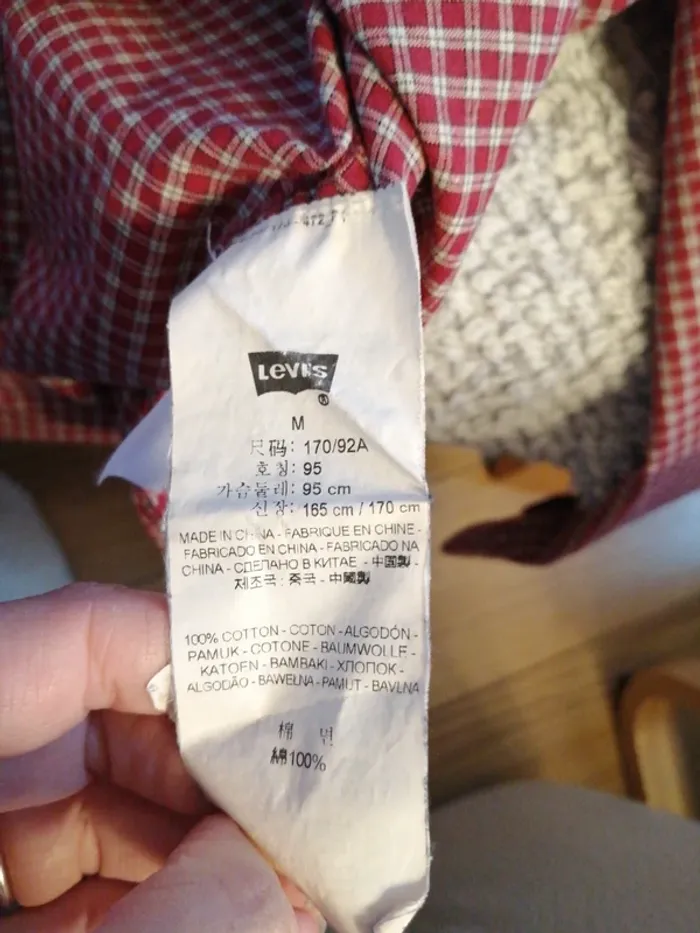 LEVI'S
®
M
尺码: 170/92A
호칭: 95
가슴둘레: 95 cm
신장: 165 cm / 170 cm
MADE IN CHINA - FABRIQUE EN CHINE -
FABRICADO EN CHINA - FABRICADO NA
CHINA - СДЕЛАНО В КИТАЕ - 中國製 -
제조국: 중국 - 中國製
100% COTTON - COTON - ALGODÓN -
PAMUK - COTONE - BAUMWOLLE -
KATOEN - BAMBAKI - ХЛОПОК -
ALGODÃO - BAWEŁNA - PAMUT - BAVLNA
棉 면
綿100%